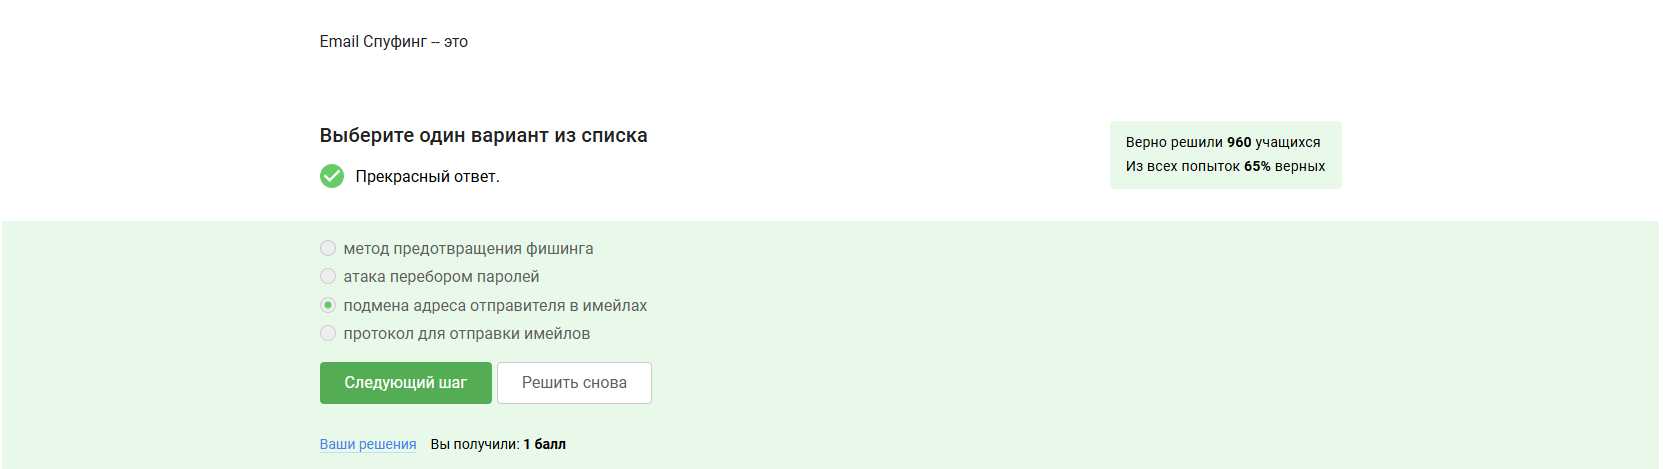 Email Спуфинг -- это
Выберите один вариант из списка
Прекрасный ответ.
Верно решили 960 учащихся
Из всех попыток 65% верных
метод предотвращения фишинга
атака перебором паролей
подмена адреса отправителя в имейлах
протокол для отправки имейлов
Следующий шаг
Решить снова
Ваши решения Вы получили: 1 балл